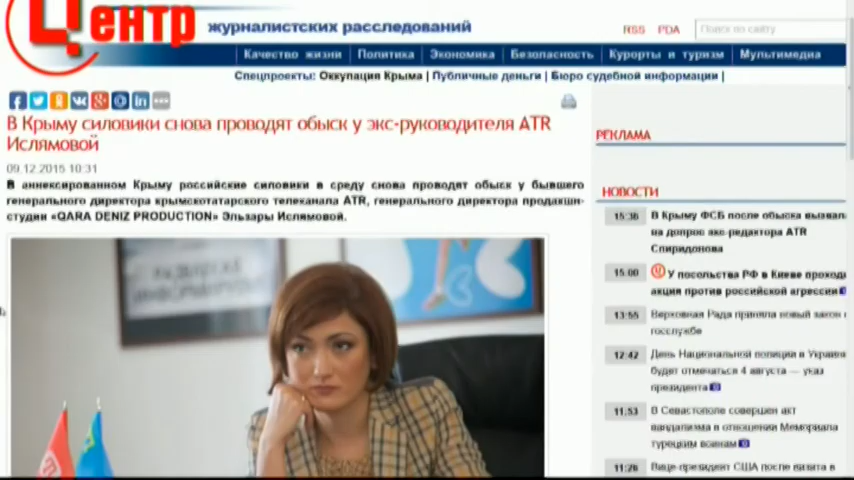 Центр
журналистских расследований
RSS PDA Поиск по сайту
Качество жизни | Политика | Экономика | Безопасность | Курорты и туризм | Мультимедиа
Спецпроекты: Оккупация Крыма | Публичные деньги | Бюро судебной информации |
В Крыму силовики снова проводят обыск у экс-руководителя ATR
Ислямовой
09.12.2015 10:31
В аннексированном Крыму российские силовики в среду снова проводят обыск у бывшего
генерального директора крымскотатарского телеканала ATR, генерального директора продакшн-
студии «QARA DENIZ PRODUCTION» Эльзары Ислямовой.
РЕКЛАМА
НОВОСТИ
15:36 В Крыму ФСБ после обыска вызвала
на допрос экс-редактора ATR
Спиридонова
15:00 У посольства РФ в Киеве проходи
акция против российской агрессии
13:55 Верховная Рада приняла новый закон о
госслужбе
12:42 День Национальной полиции в Украине
будет отмечаться 4 августа — указ
президента
11:53 В Севастополе совершен акт
вандализма в отношении Мемориала
турецким воинам
11:26 Вице-президент США после визита в